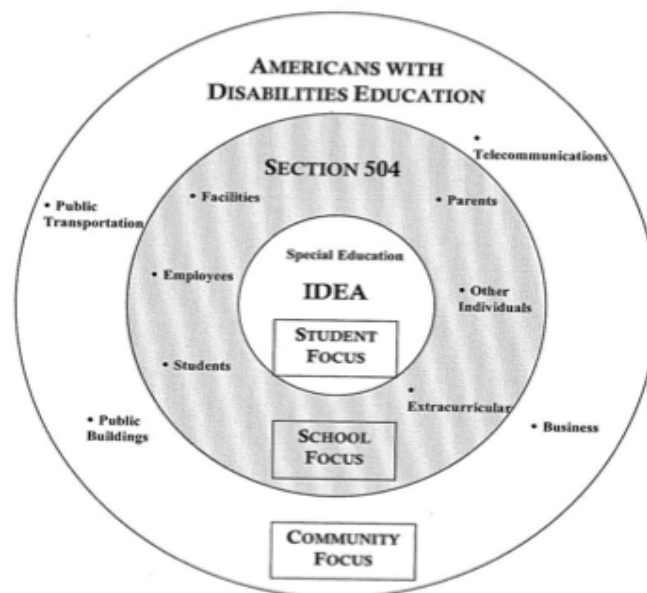 AMERICANS WITH
DISABILITIES EDUCATION
• Telecommunications
SECTION 504
• Facilities
• Parents
• Public
Transportation
Special Education
• Employees
IDEA
• Other
Individuals
STUDENT
FOCUS
• Students
• Extracurricular
• Public
Buildings
SCHOOL
FOCUS
• Business
COMMUNITY
FOCUS